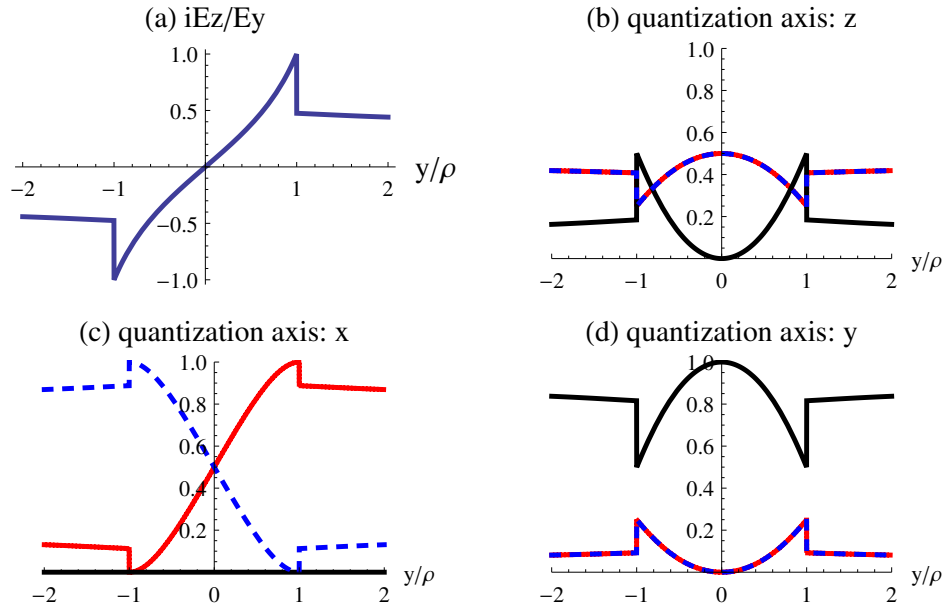 (a) iEz/Ey
1.0
0.5
−2 −1 0 1 2 y/ρ
−0.5
−1.0
(b) quantization axis: z
1.0
0.8
0.6
0.4
0.2
−2 −1 0 1 2 y/ρ
(c) quantization axis: x
1.0
0.8
0.6
0.4
0.2
−2 −1 0 1 2 y/ρ
(d) quantization axis: y
1.0
0.8
0.6
0.4
0.2
−2 −1 0 1 2 y/ρ